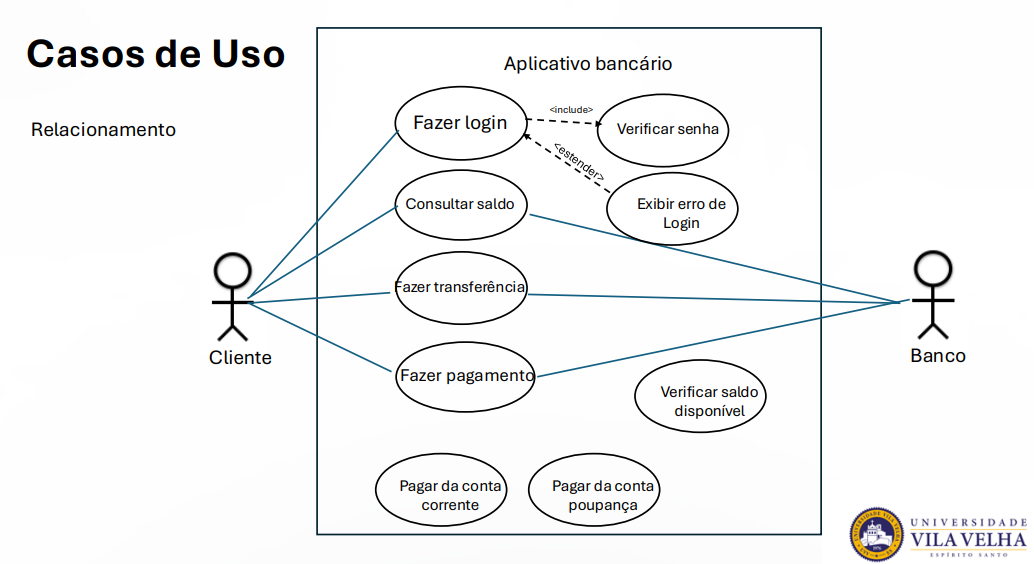 Casos de Uso
Relacionamento
Aplicativo bancário
Fazer login
<include>
Verificar senha
<estender>
Consultar saldo
Exibir erro de
Login
Fazer transferência
Cliente
Banco
Fazer pagamento
Verificar saldo
disponível
Pagar da conta
corrente
Pagar da conta
poupança
UNIVERSIDADE
VILA VELHA
ESPÍRITO SANTO